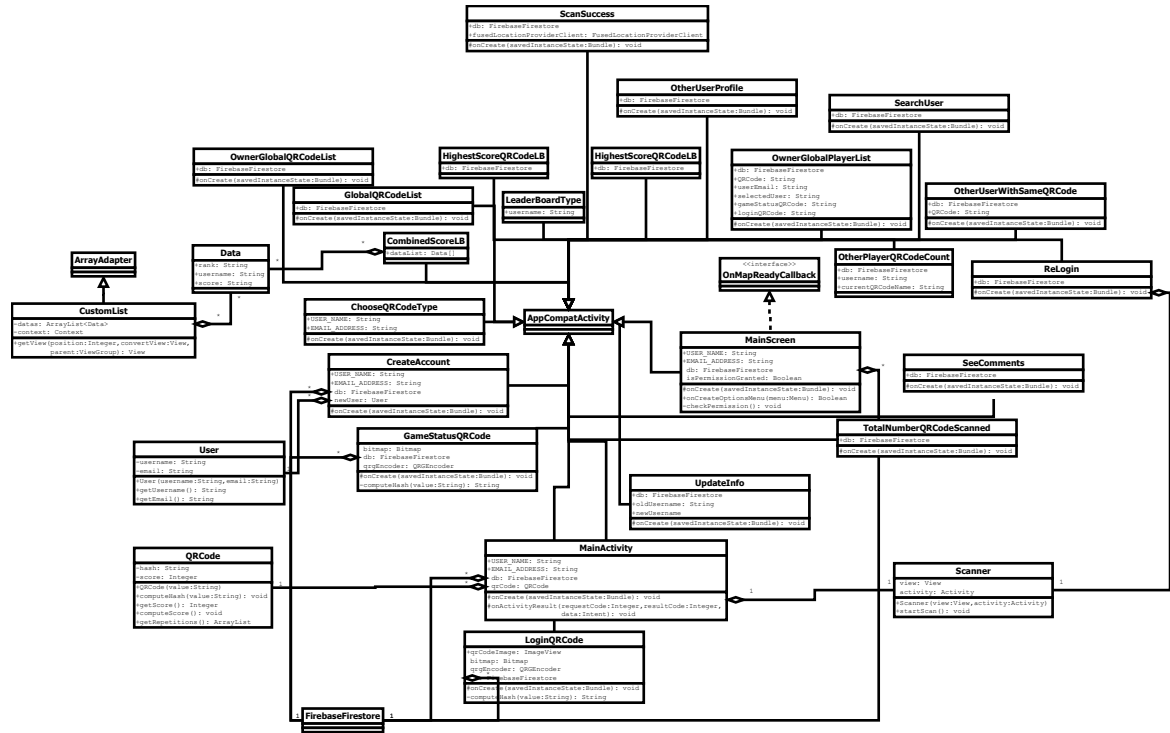 ScanSuccess
+db: FirebaseFirestore
+fusedLocationProviderClient: FusedLocationProviderClient
#onCreate(savedInstanceState:Bundle): void
OtherUserProfile
+db: FirebaseFirestore
#onCreate(savedInstanceState:Bundle): void
SearchUser
+db: FirebaseFirestore
#onCreate(savedInstanceState:Bundle): void
OwnerGlobalQRCodeList
+db: FirebaseFirestore
#onCreate(savedInstanceState:Bundle): void
HighestScoreQRCodeLB
+db: FirebaseFirestore
HighestScoreQRCodeLB
+db: FirebaseFirestore
OwnerGlobalPlayerList
+db: FirebaseFirestore
+QRCode: String
+userEmail: String
+selectedUser: String
+gameStatusQRCode: String
+loginQRCode: String
#onCreate(savedInstanceState:Bundle): void
OtherUserWithSameQRCode
+db: FirebaseFirestore
+QRCode: String
#onCreate(savedInstanceState:Bundle): void
GlobalQRCodeList
+db: FirebaseFirestore
#onCreate(savedInstanceState:Bundle): void
LeaderBoardType
+username: String
CombinedScoreLB
+dataList: Data[]
Data
+rank: String
+username: String
+score: String
ArrayAdapter
<<interface>>
OnMapReadyCallback
OtherPlayerQRCodeCount
+db: FirebaseFirestore
+username: String
+currentQRCodeName: String
ReLogin
+db: FirebaseFirestore
#onCreate(savedInstanceState:Bundle): void
CustomList
-datas: ArrayList<Data>
-context: Context
+getView(position:Integer,convertView:View,
parent:ViewGroup): View
ChooseQRCodeType
+USER_NAME: String
+EMAIL_ADDRESS: String
#onCreate(savedInstanceState:Bundle): void
AppCompatActivity
MainScreen
+USER_NAME: String
+EMAIL_ADDRESS: String
db: FirebaseFirestore
isPermissionGranted: Boolean
#onCreate(savedInstanceState:Bundle): void
+onCreateOptionsMenu(menu:Menu): Boolean
-checkPermission(): void
CreateAccount
+USER_NAME: String
+EMAIL_ADDRESS: String
db: FirebaseFirestore
newUser: User
#onCreate(savedInstanceState:Bundle): void
SeeComments
+db: FirebaseFirestore
#onCreate(savedInstanceState:Bundle): void
GameStatusQRCode
bitmap: Bitmap
db: FirebaseFirestore
qrgEncoder: QRGEncoder
#onCreate(savedInstanceState:Bundle): void
-computeHash(value:String): String
TotalNumberQRCodeScanned
+db: FirebaseFirestore
#onCreate(savedInstanceState:Bundle): void
User
-username: String
-email: String
+User(username:String,email:String)
+getUsername(): String
+getEmail(): String
UpdateInfo
+db: FirebaseFirestore
+oldUsername: String
+newUsername
#onCreate(savedInstanceState:Bundle): void
QRCode
-hash: String
-score: Integer
+QRCode(value:String)
+computeHash(value:String): void
+getScore(): Integer
+computeScore(): void
+getRepetitions(): ArrayList
MainActivity
+USER_NAME: String
+EMAIL_ADDRESS: String
db: FirebaseFirestore
qrCode: QRCode
#onCreate(savedInstanceState:Bundle): void
#onActivityResult(requestCode:Integer,resultCode:Integer,
data:Intent): void
Scanner
view: View
activity: Activity
+Scanner(view:View,activity:Activity)
+startScan(): void
LoginQRCode
+qrCodeImage: ImageView
bitmap: Bitmap
qrgEncoder: QRGEncoder
FirebaseFirestore
#onCreate(savedInstanceState:Bundle): void
-computeHash(value:String): String
1
FirebaseFirestore
1
1